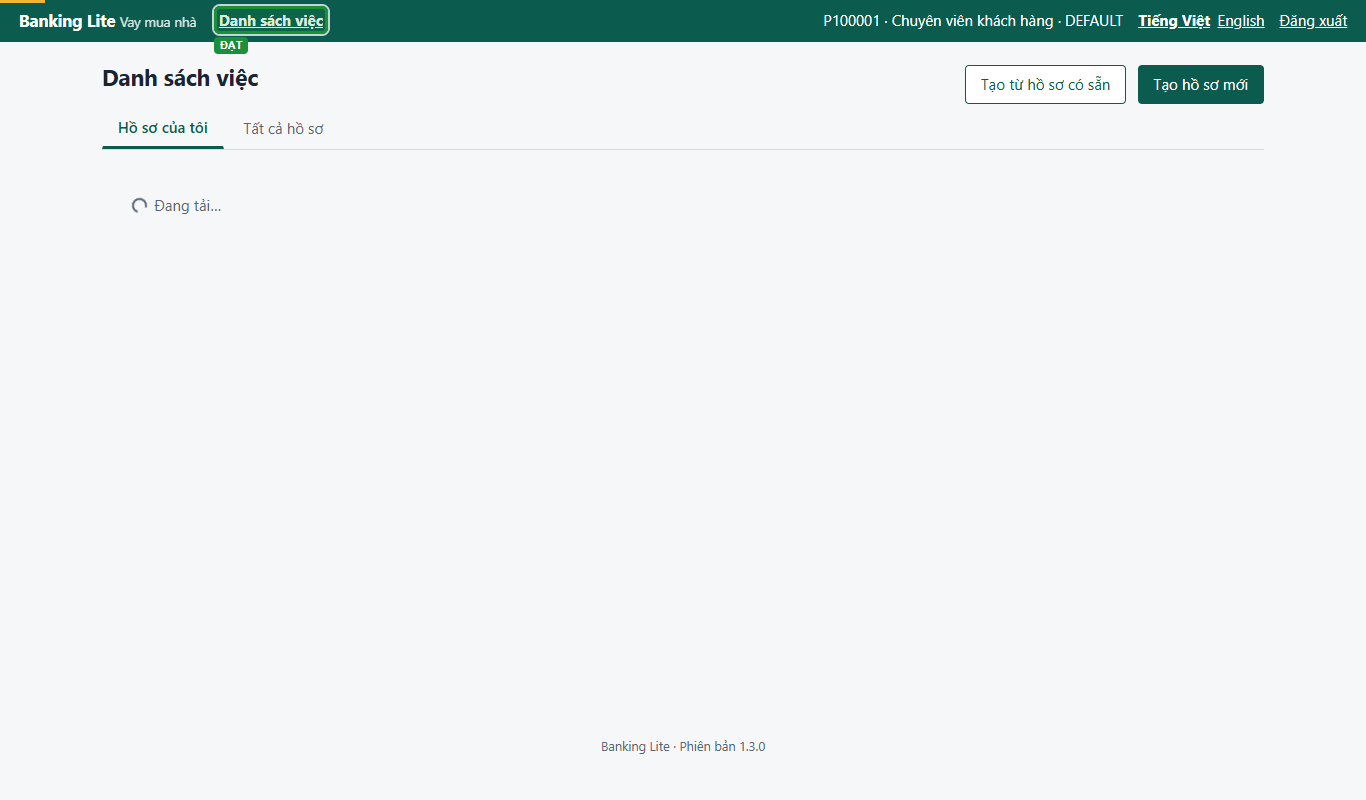 Banking Lite Vay mua nhà Danh sách việc P100001 · Chuyên viên khách hàng · DEFAULT Tiếng Việt English Đăng xuất
ĐẠT
Danh sách việc Tạo từ hồ sơ có sẵn Tạo hồ sơ mới
Hồ sơ của tôi Tất cả hồ sơ
Đang tải...
Banking Lite · Phiên bản 1.3.0